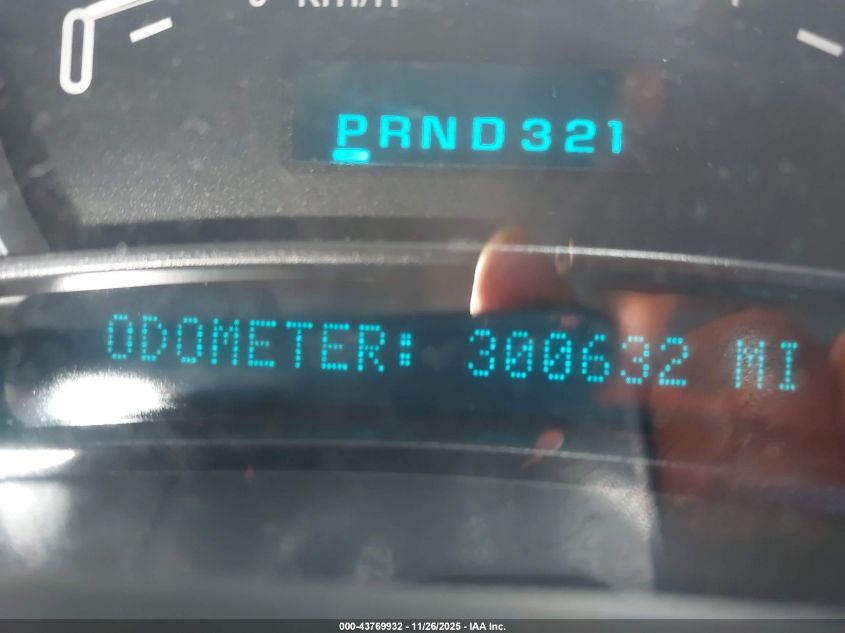 PRND321
ODOMETER: 300632 MI
000-43769932 - 11/26/2025 - IAA Inc.